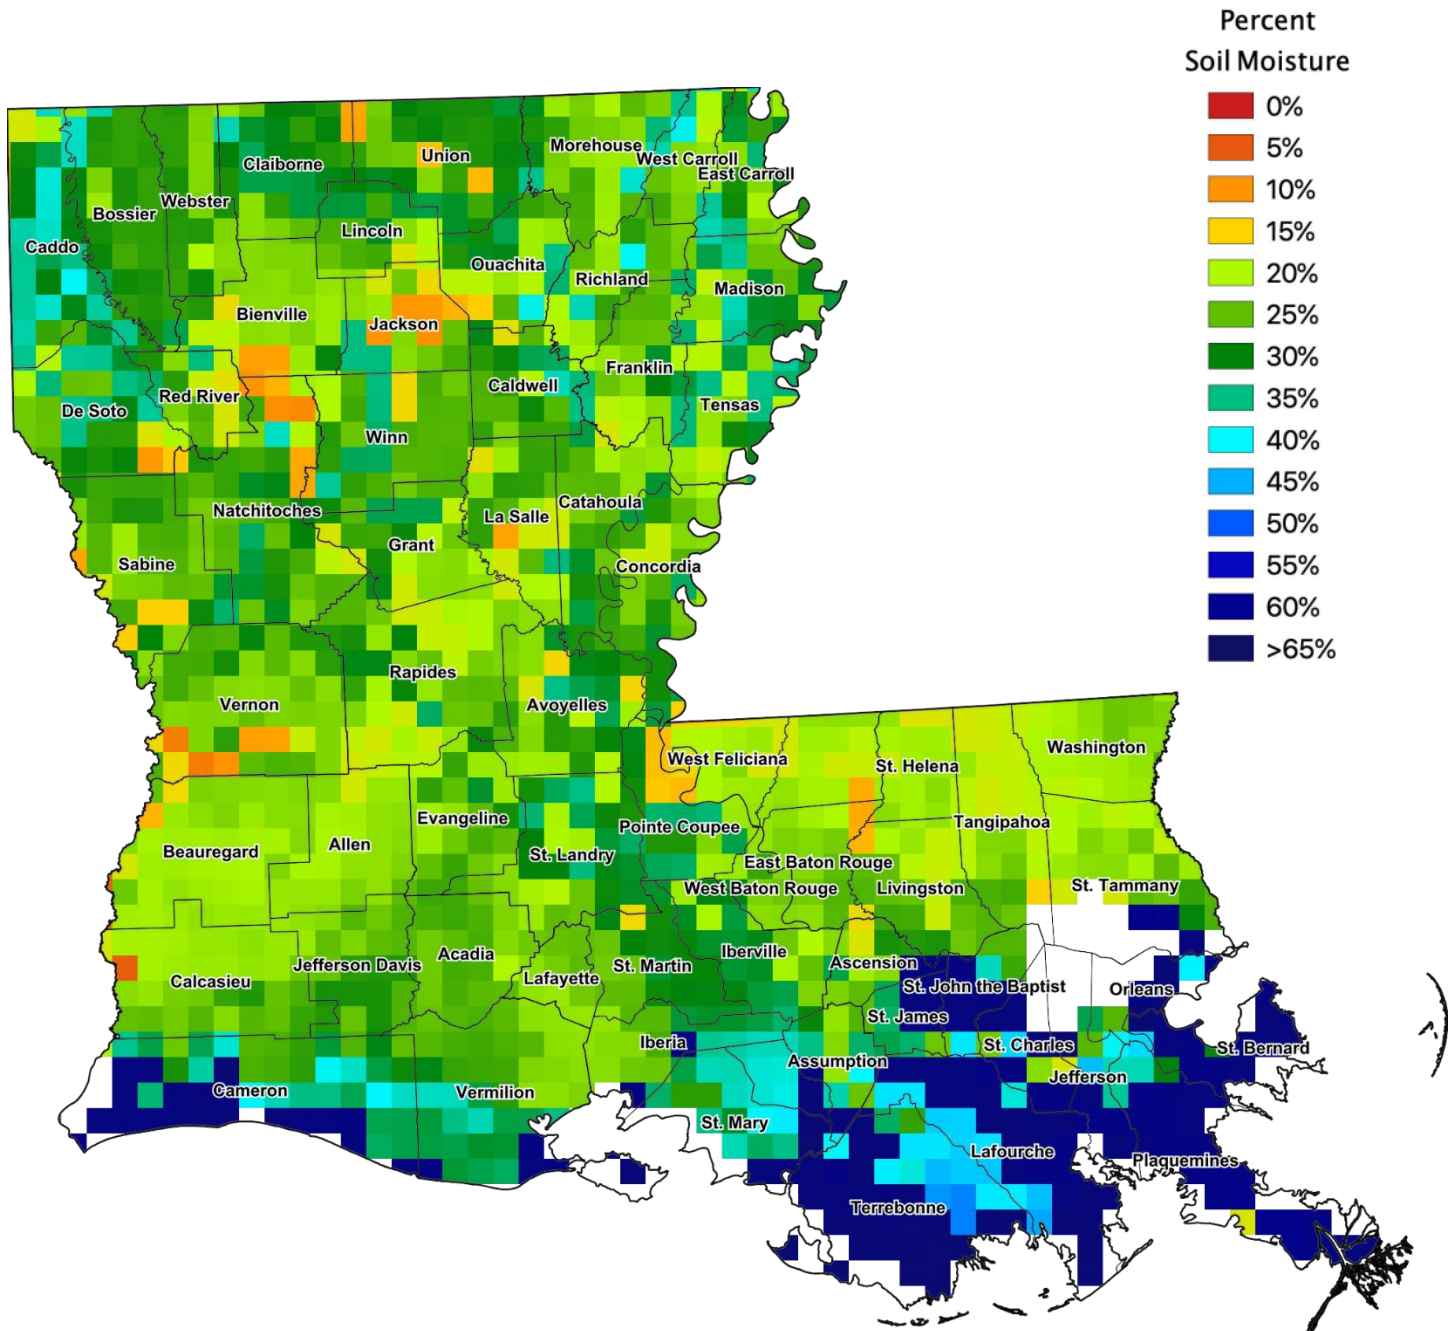 Percent
Soil Moisture
0%
5%
10%
15%
20%
25%
30%
35%
40%
45%
50%
55%
60%
>65%
Union
Morehouse
Claiborne
West Carroll
East Carroll
Webster
Bossier
Lincoln
Caddo
Ouachita
Richland
Madison
Bienville
Jackson
Franklin
Caldwell
Red River
Tensas
De Soto
Winn
Catahoula
Natchitoches
La Salle
Grant
Sabine
Concordia
Rapides
Vernon
Avoyelles
Washington
West Feliciana
St. Helena
Evangeline
Tangipahoa
Pointe Coupee
Allen
Beauregard
St. Landry
East Baton Rouge
St. Tammany
West Baton Rouge
Livingston
Iberville
Acadia
Ascension
Jefferson Davis
St. Martin
Lafayette
Calcasieu
St. John the Baptist
Orleans
St. James
Iberia
St. Charles
St. Bernard
Assumption
Jefferson
Cameron
Vermilion
St. Mary
Lafourche
Plaquemines
Terrebonne